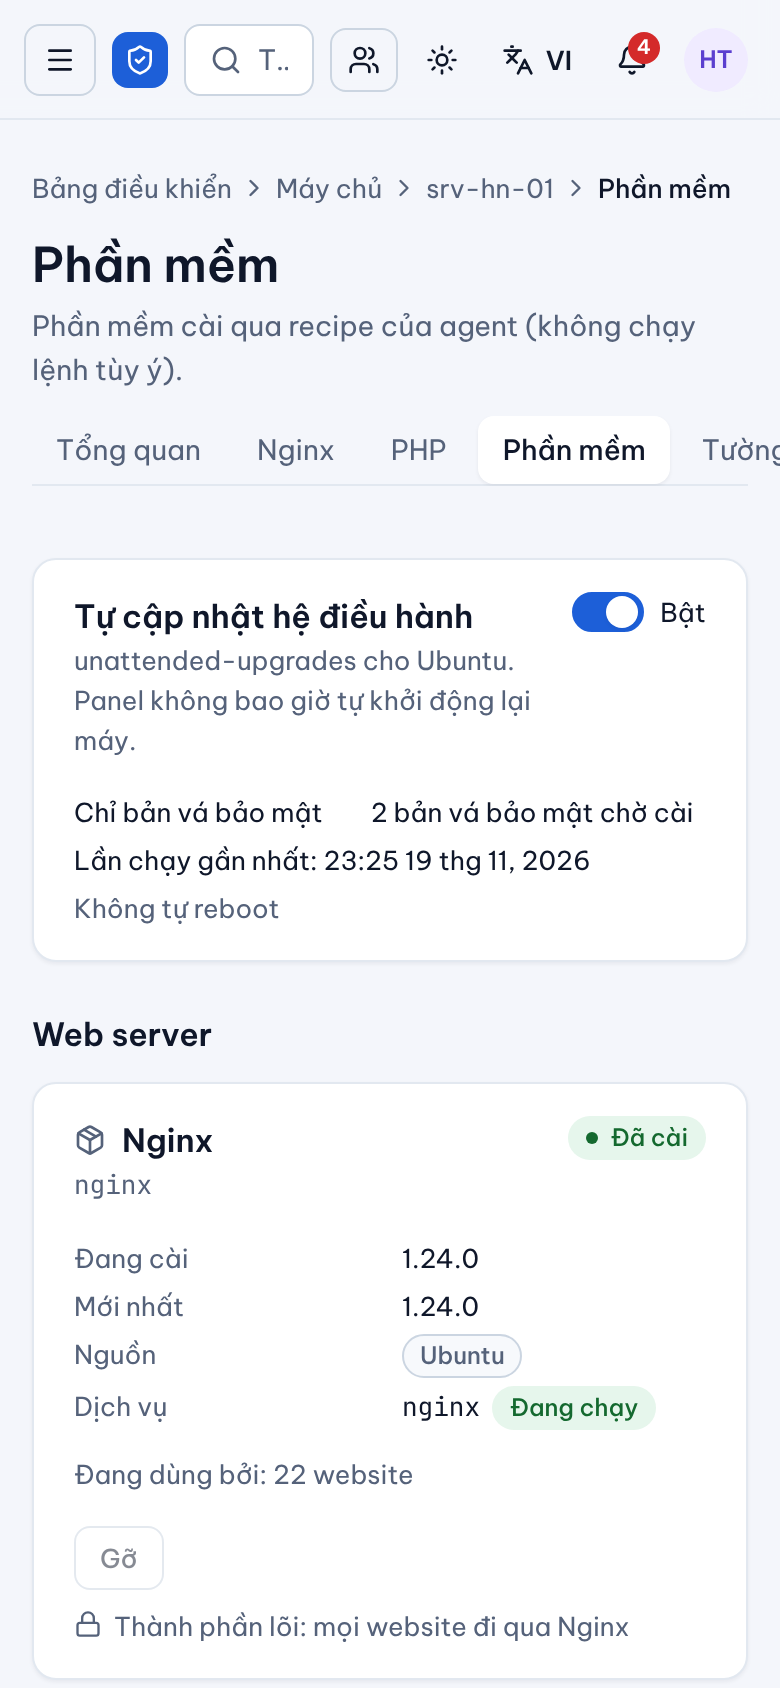 T..
VI
4
HT
Bảng điều khiển > Máy chủ > srv-hn-01 > Phần mềm
Phần mềm
Phần mềm cài qua recipe của agent (không chạy
lệnh tùy ý).
Tổng quan Nginx PHP Phần mềm Tường
Tự cập nhật hệ điều hành
Bật
unattended-upgrades cho Ubuntu.
Panel không bao giờ tự khởi động lại
máy.
Chỉ bản vá bảo mật 2 bản vá bảo mật chờ cài
Lần chạy gần nhất: 23:25 19 thg 11, 2026
Không tự reboot
Web server
Nginx
Đã cài
nginx
Đang cài 1.24.0
Mới nhất 1.24.0
Nguồn Ubuntu
Dịch vụ nginx Đang chạy
Đang dùng bởi: 22 website
Gỡ
Thành phần lõi: mọi website đi qua Nginx